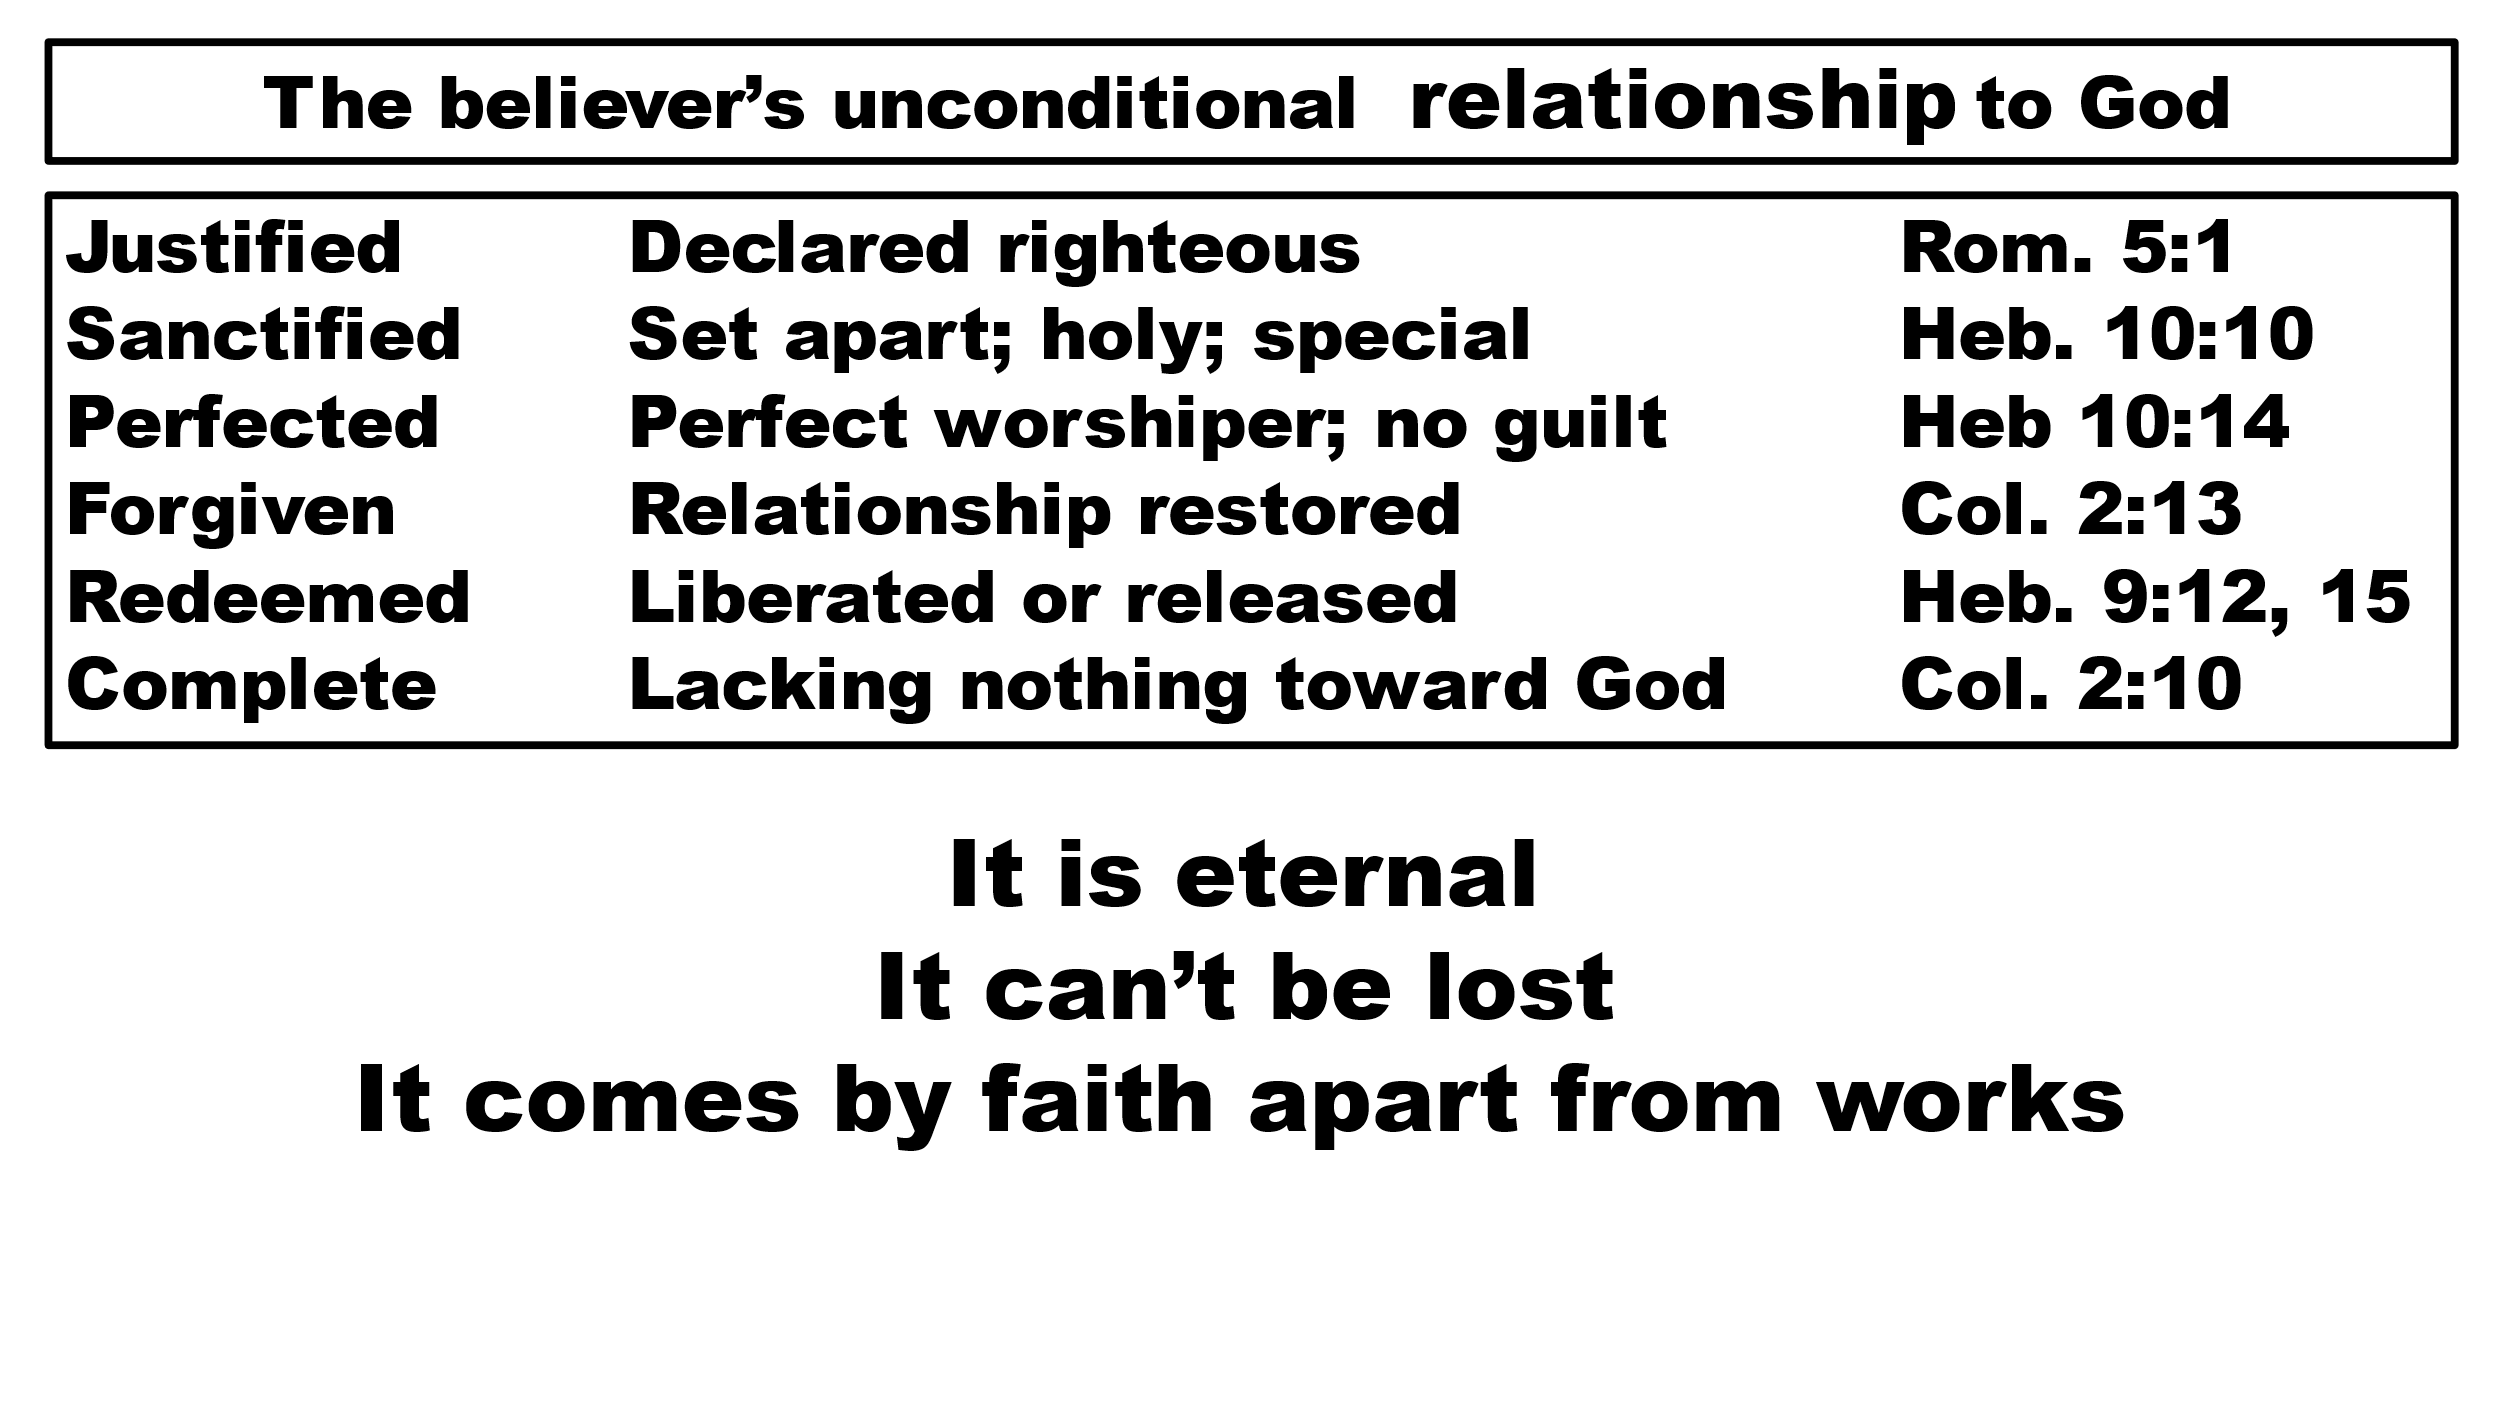 The believer’s unconditional relationship to God
Justified Declared righteous Rom. 5:1
Sanctified Set apart; holy; special Heb. 10:10
Perfected Perfect worshiper; no guilt Heb 10:14
Forgiven Relationship restored Col. 2:13
Redeemed Liberated or released Heb. 9:12, 15
Complete Lacking nothing toward God Col. 2:10
It is eternal
It can’t be lost
It comes by faith apart from works